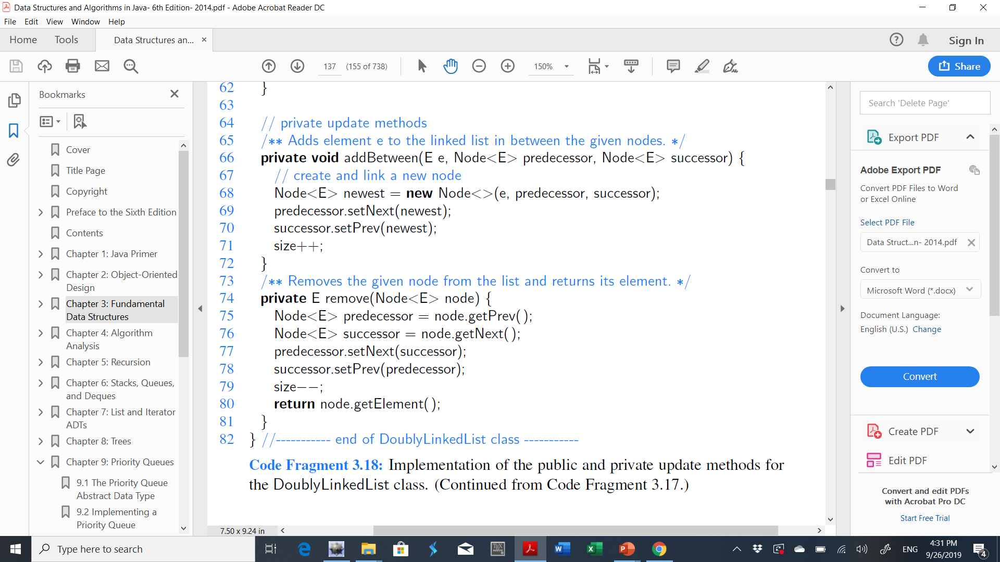 Data Structures and Algorithms in Java- 6th Edition- 2014.pdf - Adobe Acrobat Reader DC
File Edit View Window Help
Home Tools Data Structures an... ×
Sign In
137 (155 of 738) 150%
Share
Bookmarks
Cover
Title Page
Copyright
Preface to the Sixth Edition
Contents
Chapter 1: Java Primer
Chapter 2: Object-Oriented
Design
Chapter 3: Fundamental
Data Structures
Chapter 4: Algorithm
Analysis
Chapter 5: Recursion
Chapter 6: Stacks, Queues,
and Deques
Chapter 7: List and Iterator
ADTs
Chapter 8: Trees
Chapter 9: Priority Queues
9.1 The Priority Queue
Abstract Data Type
9.2 Implementing a
Priority Queue
62 }
63
64 // private update methods
65 /** Adds element e to the linked list in between the given nodes. */
66 private void addBetween(E e, Node<E> predecessor, Node<E> successor) {
67 // create and link a new node
68 Node<E> newest = new Node<>(e, predecessor, successor);
69 predecessor.setNext(newest);
70 successor.setPrev(newest);
71 size++;
72 }
73 /** Removes the given node from the list and returns its element. */
74 private E remove(Node<E> node) {
75 Node<E> predecessor = node.getPrev( );
76 Node<E> successor = node.getNext( );
77 predecessor.setNext(successor);
78 successor.setPrev(predecessor);
79 size−−;
80 return node.getElement( );
81 }
82 } //----------- end of DoublyLinkedList class -----------
Code Fragment 3.18: Implementation of the public and private update methods for
the DoublyLinkedList class. (Continued from Code Fragment 3.17.)
7.50 x 9.24 in
Search 'Delete Page'
Export PDF
Adobe Export PDF
Convert PDF Files to Word
or Excel Online
Select PDF File
Data Struct...n- 2014.pdf
Convert to
Microsoft Word (*.docx)
Document Language:
English (U.S.) Change
Convert
Create PDF
Edit PDF
Convert and edit PDFs
with Acrobat Pro DC
Start Free Trial
Type here to search
ENG
4:31 PM
9/26/2019
4